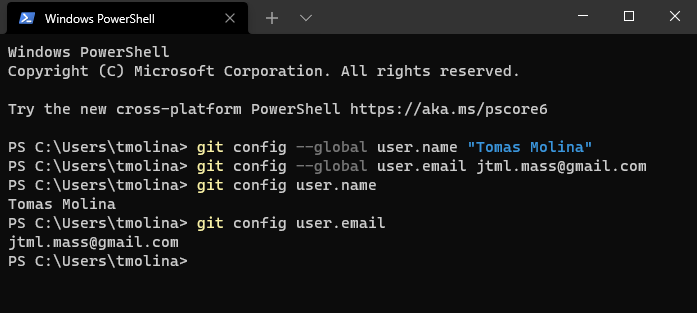 Windows PowerShell
Windows PowerShell
Copyright (C) Microsoft Corporation. All rights reserved.
Try the new cross-platform PowerShell https://aka.ms/pscore6
PS C:\Users\tmolina> git config --global user.name "Tomas Molina"
PS C:\Users\tmolina> git config --global user.email jtml.mass@gmail.com
PS C:\Users\tmolina> git config user.name
Tomas Molina
PS C:\Users\tmolina> git config user.email
jtml.mass@gmail.com
PS C:\Users\tmolina>